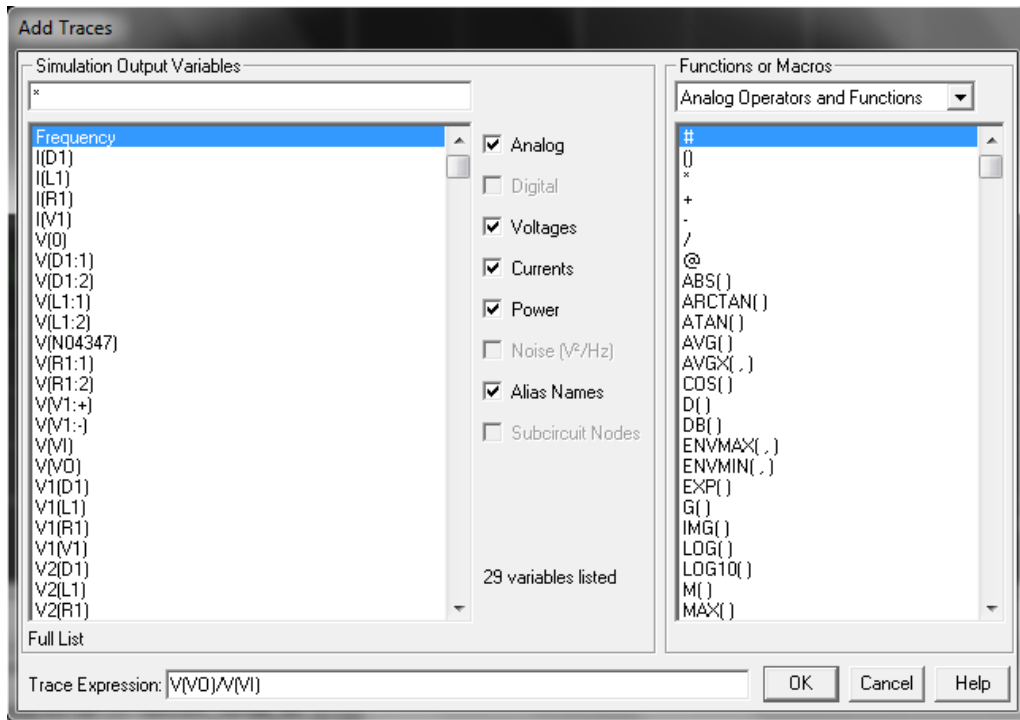 Add Traces
Simulation Output Variables
*
Frequency
I(D1)
I(L1)
I(R1)
I(V1)
V(0)
V(D1:1)
V(D1:2)
V(L1:1)
V(L1:2)
V(N04347)
V(R1:1)
V(R1:2)
V(V1:+)
V(V1:-)
V(VI)
V(VO)
V1(D1)
V1(L1)
V1(R1)
V1(V1)
V2(D1)
V2(L1)
V2(R1)
Full List
Analog
Digital
Voltages
Currents
Power
Noise (V²/Hz)
Alias Names
Subcircuit Nodes
29 variables listed
Functions or Macros
Analog Operators and Functions
#
()
*
+
-
/
@
ABS( )
ARCTAN( )
ATAN( )
AVG( )
AVGX( , )
COS( )
D( )
DB( )
ENVMAX( , )
ENVMIN( , )
EXP( )
G( )
IMG( )
LOG( )
LOG10( )
M( )
MAX( )
Trace Expression: V(VO)/V(VI)
OK Cancel Help